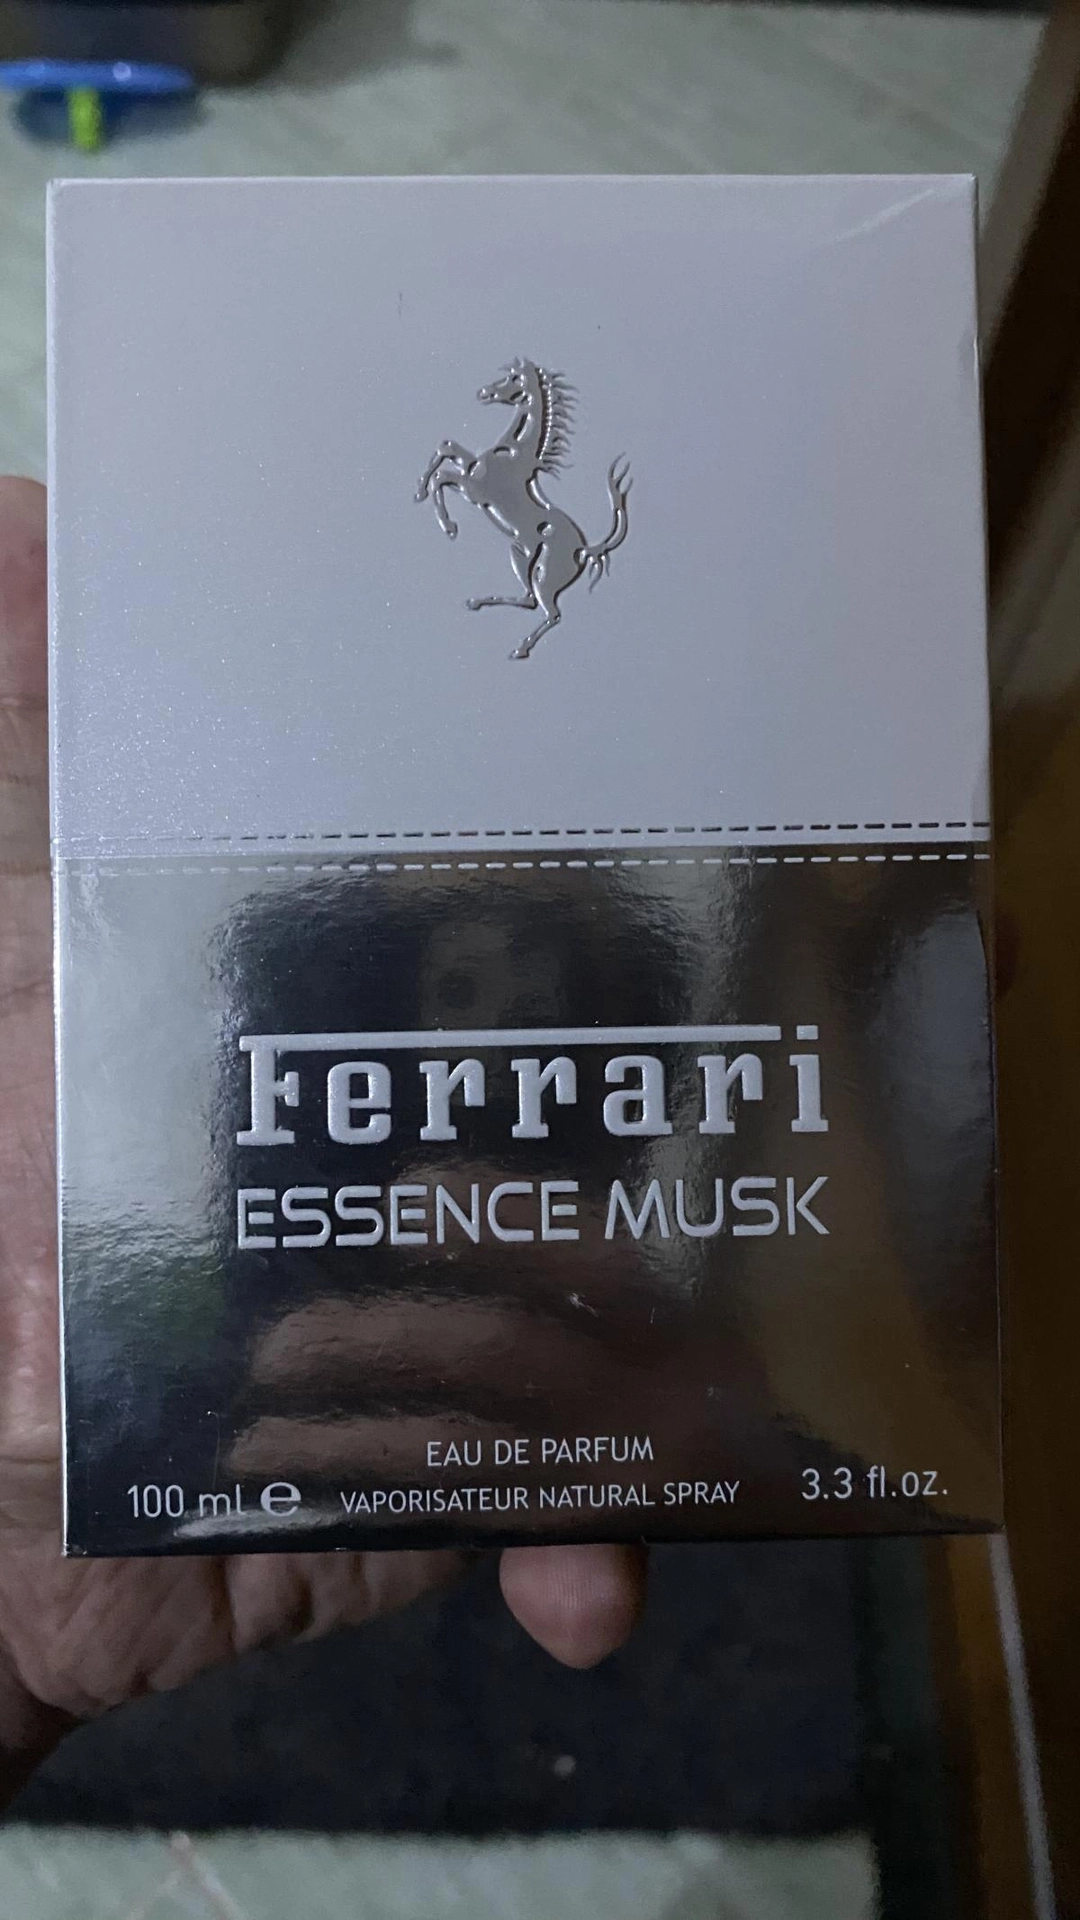 Ferrari
ESSENCE MUSK
EAU DE PARFUM
100 ml e VAPORISATEUR NATURAL SPRAY 3.3 fl.oz.